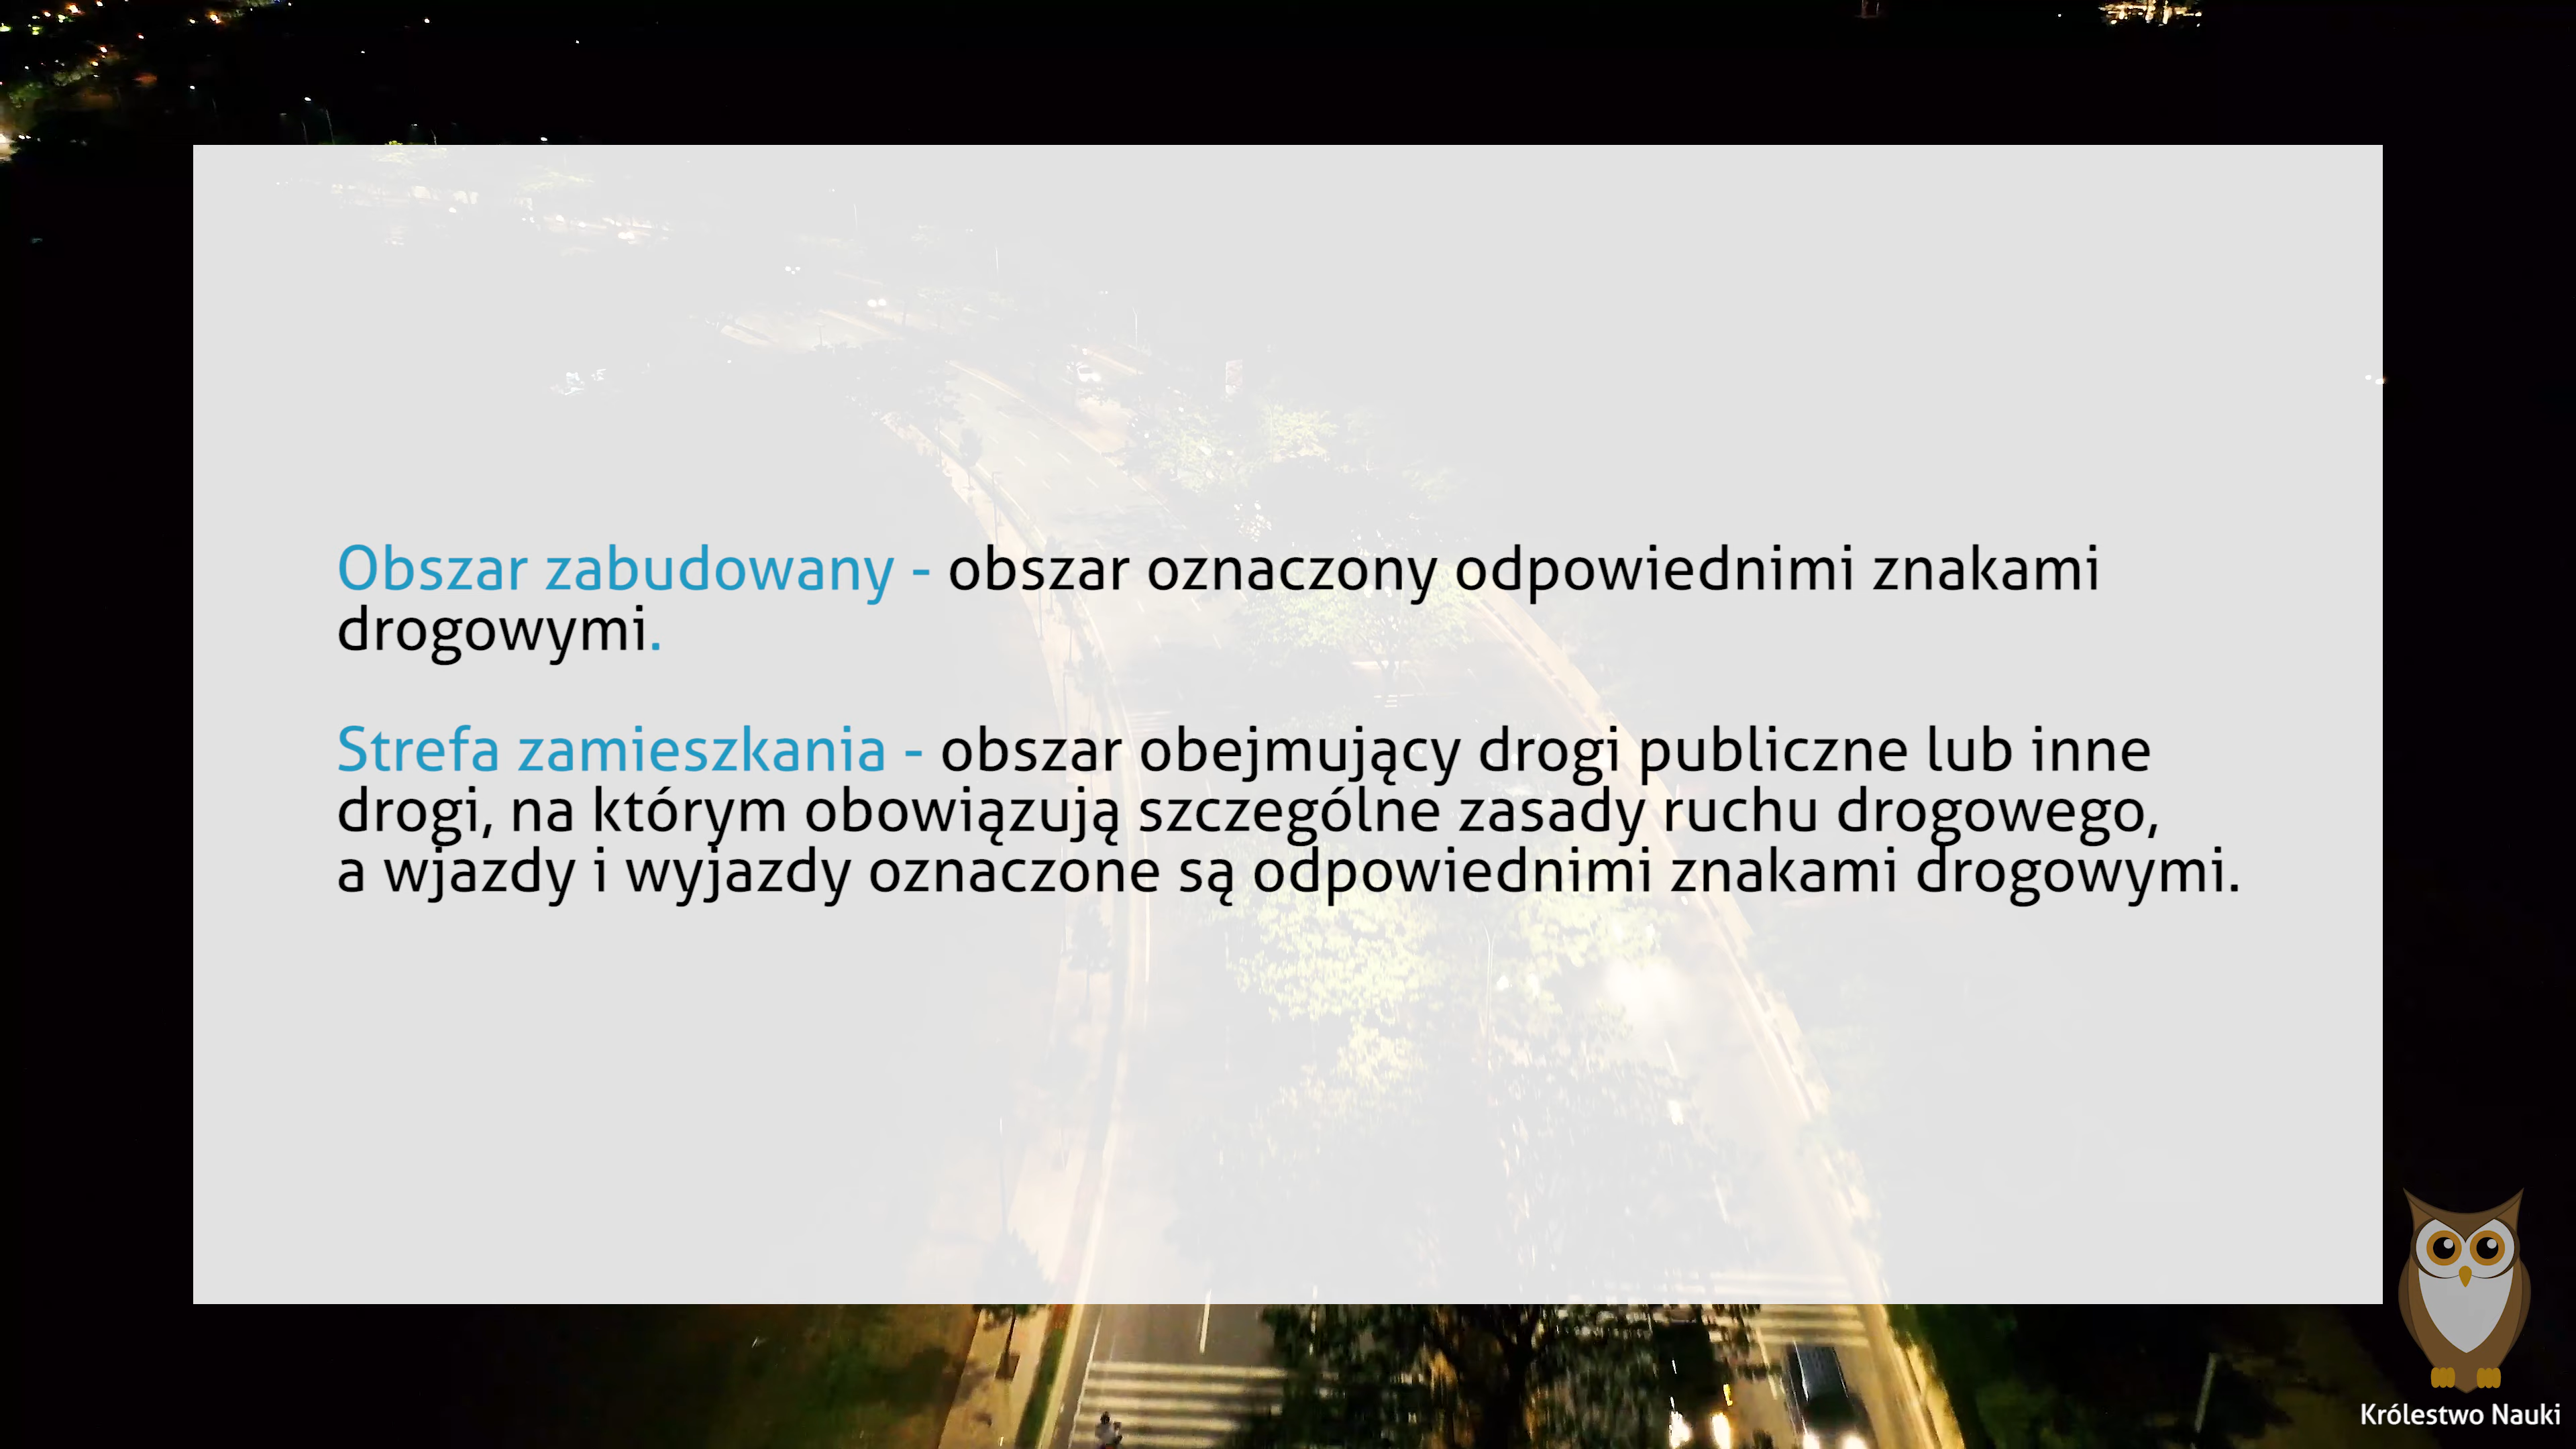 Obszar zabudowany - obszar oznaczony odpowiednimi znakami
drogowymi.
Strefa zamieszkania - obszar obejmujący drogi publiczne lub inne
drogi, na którym obowiązują szczególne zasady ruchu drogowego,
a wjazdy i wyjazdy oznaczone są odpowiednimi znakami drogowymi.
Królestwo Nauki